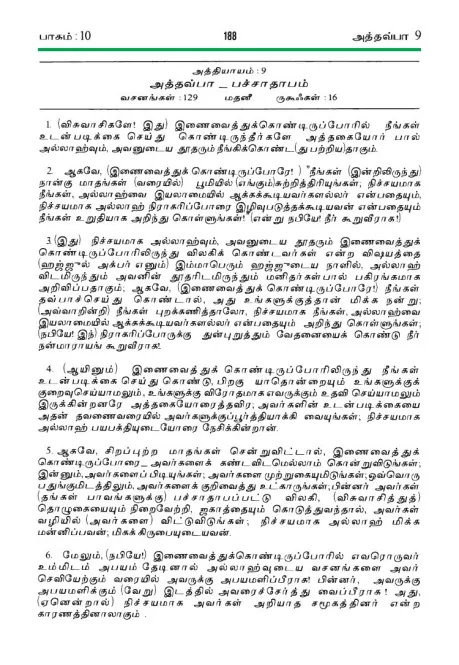 பாகம் : 10 188 அத்தவ்பா 9
அத்தியாயம் : 9
அத்தவ்பா _ பச்சாதாபம்
வசனங்கள் : 129 மதனீ ருகூஃகள் : 16
1. (விசுவாசிகளே! இது) இணைவைத்துக்கொண்டிருப்போரில் நீங்கள்
உடன்படிக்கை செய்து கொண்டிருந்தீர்களே அத்தகையோர் பால்
அல்லாஹ்வும், அவனுடைய தூதரும் நீங்கிக்கொண்ட(து பற்றிய)தாகும்.
2. ஆகவே, (இணைவைத்துக் கொண்டிருப்போரே! ) "நீங்கள் (இன்றிலிருந்து)
நான்கு மாதங்கள் (வரையில்) பூமியில் (எங்கும்)சுற்றித்திரியுங்கள்; நிச்சயமாக
நீங்கள், அல்லாஹ்வை இயலாமையில் ஆக்கக்கூடியவர்களல்லர் என்பதையும்,
நிச்சயமாக அல்லாஹ் நிராகரிப்போரை இழிவுபடுத்தக்கூடியவன் என்பதையும்
நீங்கள் உறுதியாக அறிந்து கொள்ளுங்கள்" (என்று நபியே! நீர் கூறுவீராக!)
3.(இது) நிச்சயமாக அல்லாஹ்வும், அவனுடைய தூதரும் இணைவைத்துக்
கொண்டிருப்போரிலிருந்து விலகிக் கொண்டவர்கள் என்ற விஷயத்தை
(ஹஜ்ஜுல் அக்பர் எனும்) இம்மாபெரும் ஹஜ்ஜுடைய நாளில், அல்லாஹ்
விடமிருந்தும் அவனின் தூதரிடமிருந்தும் மனிதர்கள்பால் பகிரங்கமாக
அறிவிப்பதாகும்; ஆகவே, (இணைவைத்துக் கொண்டிருப்போரே!) நீங்கள்
தவ்பாச்செய்து கொண்டால், அது உங்களுக்குத்தான் மிக்க நன்று;
(அவ்வாறின்றி) நீங்கள் புறக்கணித்தாலோ, நிச்சயமாக நீங்கள், அல்லாஹ்வை
இயலாமையில் ஆக்கக்கூடியவர்களல்லர் என்பதையும் அறிந்து கொள்ளுங்கள்;
(நபியே! இந்) நிராகரிப்போருக்கு துன்புறுத்தும் வேதனையைக் கொண்டு நீர்
நன்மாராயங் கூறுவீராக!.
4. (ஆயினும்) இணைவைத்துக் கொண்டிருப்போரிலிருந்து நீங்கள்
உடன்படிக்கை செய்து கொண்டு, பிறகு யாதொன்றையும் உங்களுக்குக்
குறைவுசெய்யாமலும், உங்களுக்கு விரோதமாக எவருக்கும் உதவி செய்யாமலும்
இருக்கின்றனரே அத்தகையோரைத்தவிர; அவர்களின் உடன்படிக்கையை
அதன் தவணைவரையில் அவர்களுக்குப்பூர்த்தியாக்கி வையுங்கள்; நிச்சயமாக
அல்லாஹ் பயபக்தியுடையோரை நேசிக்கின்றான்.
5. ஆகவே, சிறப்புற்ற மாதங்கள் சென்றுவிட்டால், இணைவைத்துக்
கொண்டிருப்போரை_ அவர்களைக் கண்டவிடமெல்லாம் கொன்றுவிடுங்கள்;
இன்னும், அவர்களைப்பிடியுங்கள்; அவர்களை முற்றுகையுமிடுங்கள்; ஒவ்வொரு
பதுங்குமிடத்திலும், அவர்களைக் குறிவைத்து உட்காருங்கள்; பின்னர் அவர்கள்
(தங்கள் பாவங்களுக்கு) பச்சாதாபப்பட்டு விலகி, (விசுவாசித்துத்)
தொழுகையையும் நிறைவேற்றி, ஜகாத்தையும் கொடுத்துவந்தால், அவர்கள்
வழியில் (அவர்களை) விட்டுவிடுங்கள்; நிச்சயமாக அல்லாஹ் மிக்க
மன்னிப்பவன்; மிகக் கிருபையுடையவன்.
6. மேலும், (நபியே!) இணைவைத்துக்கொண்டிருப்போரில் எவரொருவர்
உம்மிடம் அபயம் தேடினால் அல்லாஹ்வுடைய வசனங்களை அவர்
செவியேற்கும் வரையில் அவருக்கு அபயமளிப்பீராக! பின்னர், அவருக்கு
அபயமளிக்கும் (வேறு) இடத்தில் அவரைச்சேர்த்து வைப்பீராக ! அது,
(ஏனென்றால்) நிச்சயமாக அவர்கள் அறியாத சமூகத்தினர் என்ற
காரணத்தினாலாகும் .